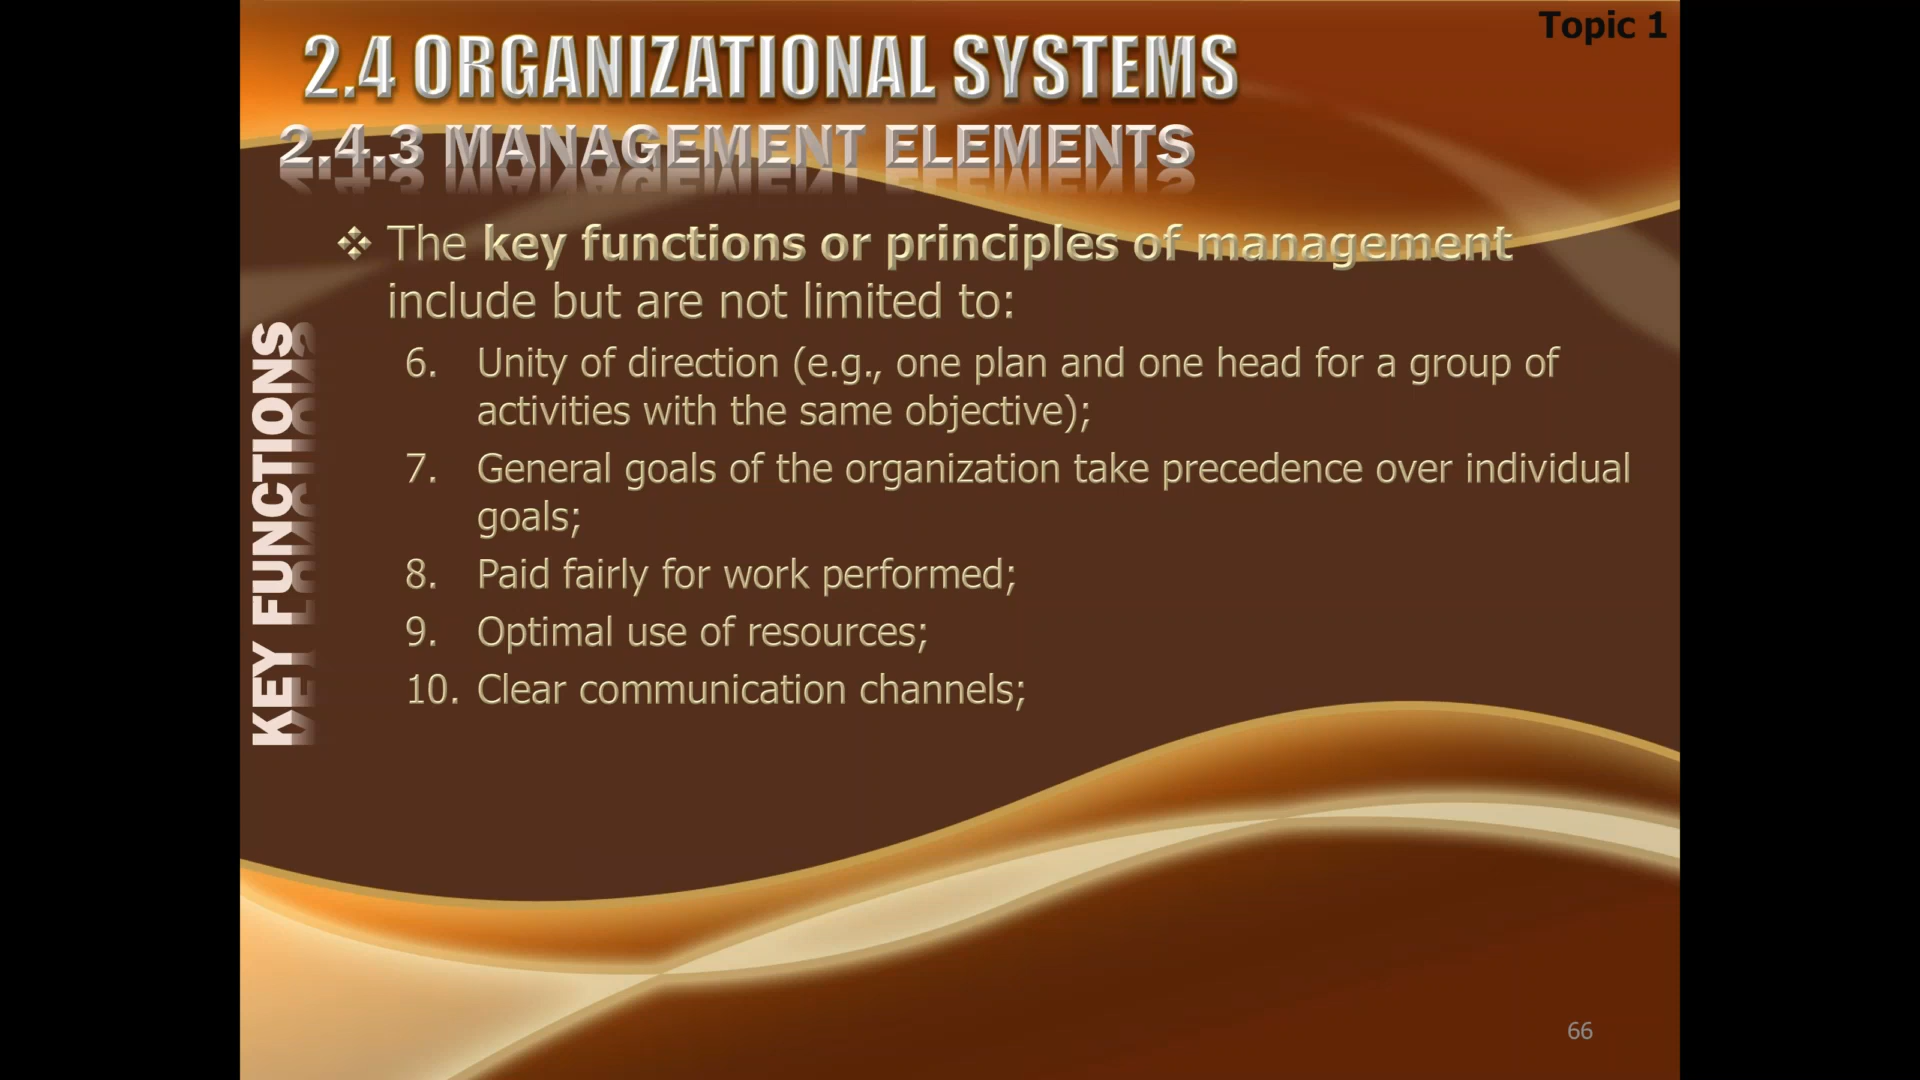 Topic 1
2.4 ORGANIZATIONAL SYSTEMS
2.4.3 MANAGEMENT ELEMENTS
KEY FUNCTIONS
❖ The key functions or principles of management
include but are not limited to:
6. Unity of direction (e.g., one plan and one head for a group of
activities with the same objective);
7. General goals of the organization take precedence over individual
goals;
8. Paid fairly for work performed;
9. Optimal use of resources;
10. Clear communication channels;
66